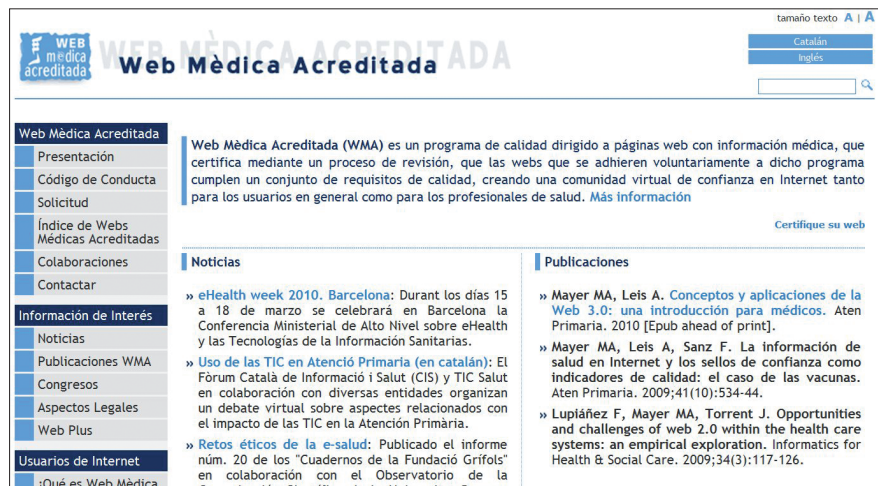 tamaño texto A | A
Catalán
Inglés
WEB
mèdica
acreditada
WEB MÈDICA ACREDITADA
Web Mèdica Acreditada
Web Mèdica Acreditada
Presentación
Código de Conducta
Solicitud
Índice de Webs
Médicas Acreditadas
Colaboraciones
Contactar
Información de Interés
Noticias
Publicaciones WMA
Congresos
Aspectos Legales
Web Plus
Usuarios de Internet
¿Qué es Web Mèdica
Web Mèdica Acreditada (WMA) es un programa de calidad dirigido a páginas web con información médica, que
certifica mediante un proceso de revisión, que las webs que se adhieren voluntariamente a dicho programa
cumplen un conjunto de requisitos de calidad, creando una comunidad virtual de confianza en Internet tanto
para los usuarios en general como para los profesionales de salud. Más información
Certifique su web
Noticias
» eHealth week 2010. Barcelona: Durant los días 15
a 18 de marzo se celebrará en Barcelona la
Conferencia Ministerial de Alto Nivel sobre eHealth
y las Tecnologías de la Información Sanitarias.
» Uso de las TIC en Atenció Primaria (en catalán): El
Fòrum Català de Informació i Salut (CIS) y TIC Salut
en colaboración con diversas entidades organizan
un debate virtual sobre aspectes relacionados con
el impacto de las TIC en la Atención Primària.
» Retos éticos de la e-salud: Publicado el informe
núm. 20 de los "Cuadernos de la Fundació Grífols"
en colaboración con el Observatorio de la
Publicaciones
» Mayer MA, Leis A. Conceptos y aplicaciones de la
Web 3.0: una introducción para médicos. Aten
Primaria. 2010 [Epub ahead of print].
» Mayer MA, Leis A, Sanz F. La información de
salud en Internet y los sellos de confianza como
indicadores de calidad: el caso de las vacunas.
Aten Primaria. 2009;41(10):534-44.
» Lupiáñez F, Mayer MA, Torrent J. Opportunities
and challenges of web 2.0 within the health care
systems: an empirical exploration. Informatics for
Health & Social Care. 2009;34(3):117-126.